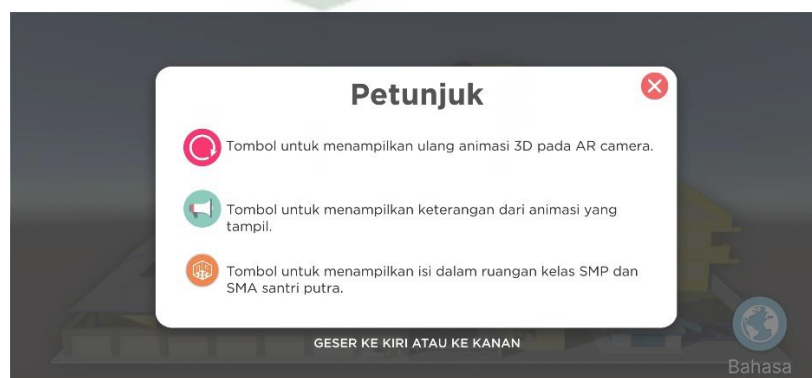 Petunjuk
Tombol untuk menampilkan ulang animasi 3D pada AR camera.
Tombol untuk menampilkan keterangan dari animasi yang
tampil.
Tombol untuk menampilkan isi dalam ruangan kelas SMP dan
SMA santri putra.
GESER KE KIRI ATAU KE KANAN
Bahasa